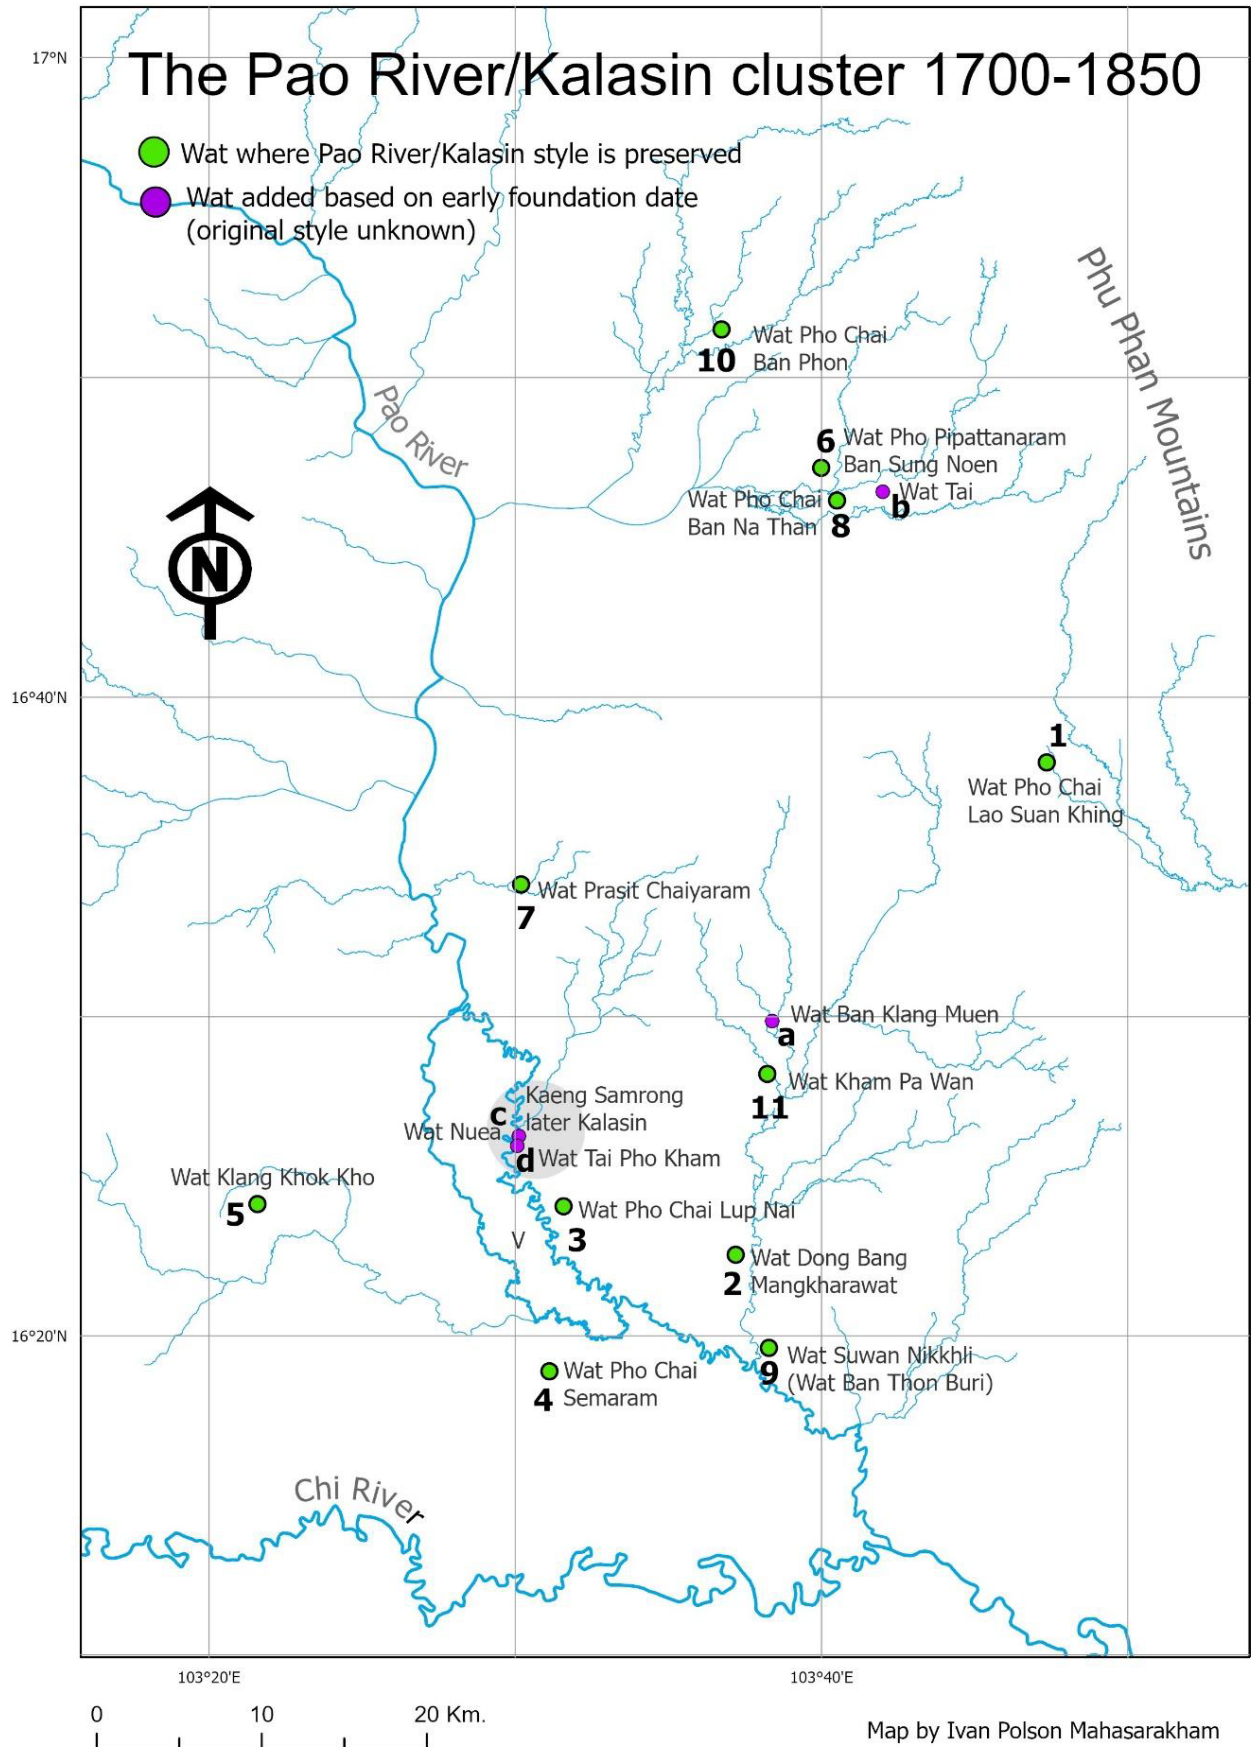 The Pao River/Kalasin cluster 1700-1850
17°N
Wat where Pao River/Kalasin style is preserved
Wat added based on early foundation date
(original style unknown)
Phu Phan Mountains
Wat Pho Chai
10 Ban Phon
Pao River
6 Wat Pho Pipattanaram
Ban Sung Noen
Wat Tai
b
Wat Pho Chai
Ban Na Than 8
N
16°40'N
1
Wat Pho Chai
Lao Suan Khing
Wat Prasit Chaiyaram
7
Wat Ban Klang Muen
a
Wat Kham Pa Wan
11
Kaeng Samrong
later Kalasin
c
Wat Nuea
d Wat Tai Pho Kham
Wat Klang Khok Kho
5
Wat Pho Chai Lup Nai
3
V
Wat Dong Bang
2 Mangkharawat
16°20'N
Wat Suwan Nikkhli
9 (Wat Ban Thon Buri)
Wat Pho Chai
4 Semaram
Chi River
103°20'E
103°40'E
0 10 20 Km.
Map by Ivan Polson Mahasarakham